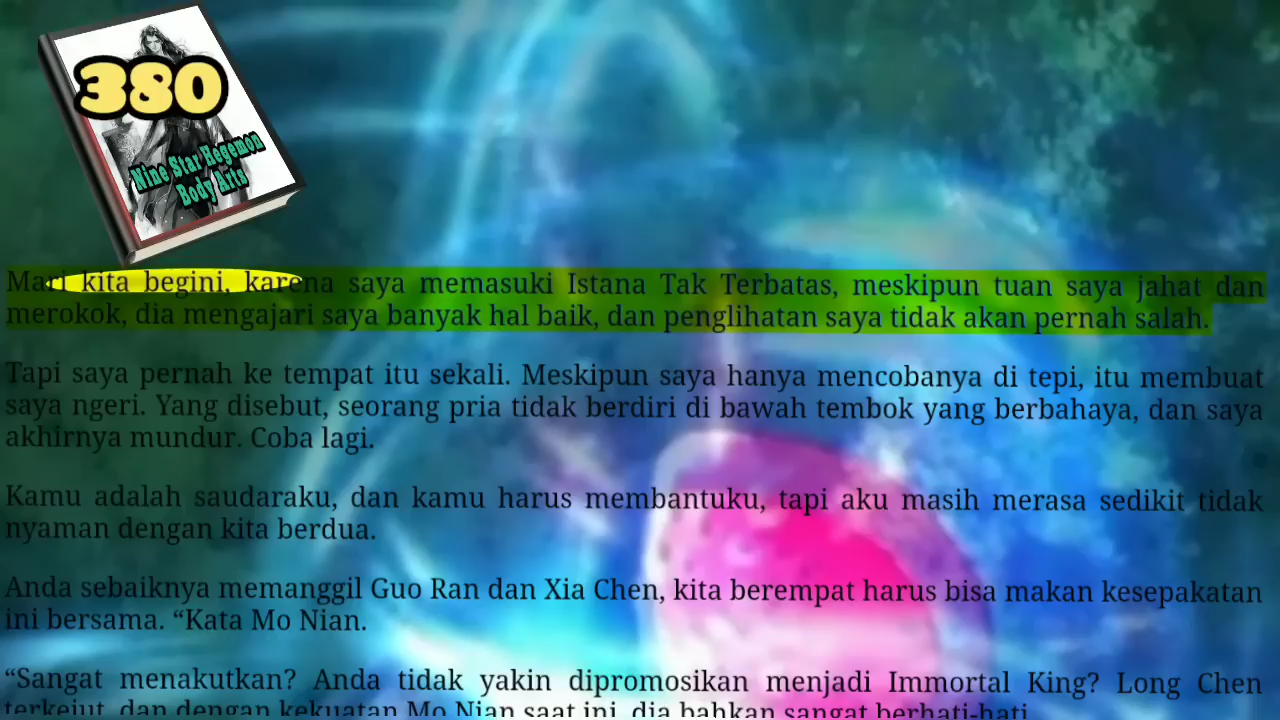 380
Nine Star Hegemon
Body Arts
Mari kita begini, karena saya memasuki Istana Tak Terbatas, meskipun tuan saya jahat dan
merokok, dia mengajari saya banyak hal baik, dan penglihatan saya tidak akan pernah salah.
Tapi saya pernah ke tempat itu sekali. Meskipun saya hanya mencobanya di tepi, itu membuat
saya ngeri. Yang disebut, seorang pria tidak berdiri di bawah tembok yang berbahaya, dan saya
akhirnya mundur. Coba lagi.
Kamu adalah saudaraku, dan kamu harus membantuku, tapi aku masih merasa sedikit tidak
nyaman dengan kita berdua.
Anda sebaiknya memanggil Guo Ran dan Xia Chen, kita berempat harus bisa makan kesepakatan
ini bersama. “Kata Mo Nian.
“Sangat menakutkan? Anda tidak yakin dipromosikan menjadi Immortal King? Long Chen
terkejut, dan dengan kekuatan Mo Nian saat ini, dia bahkan sangat berhati-hati.